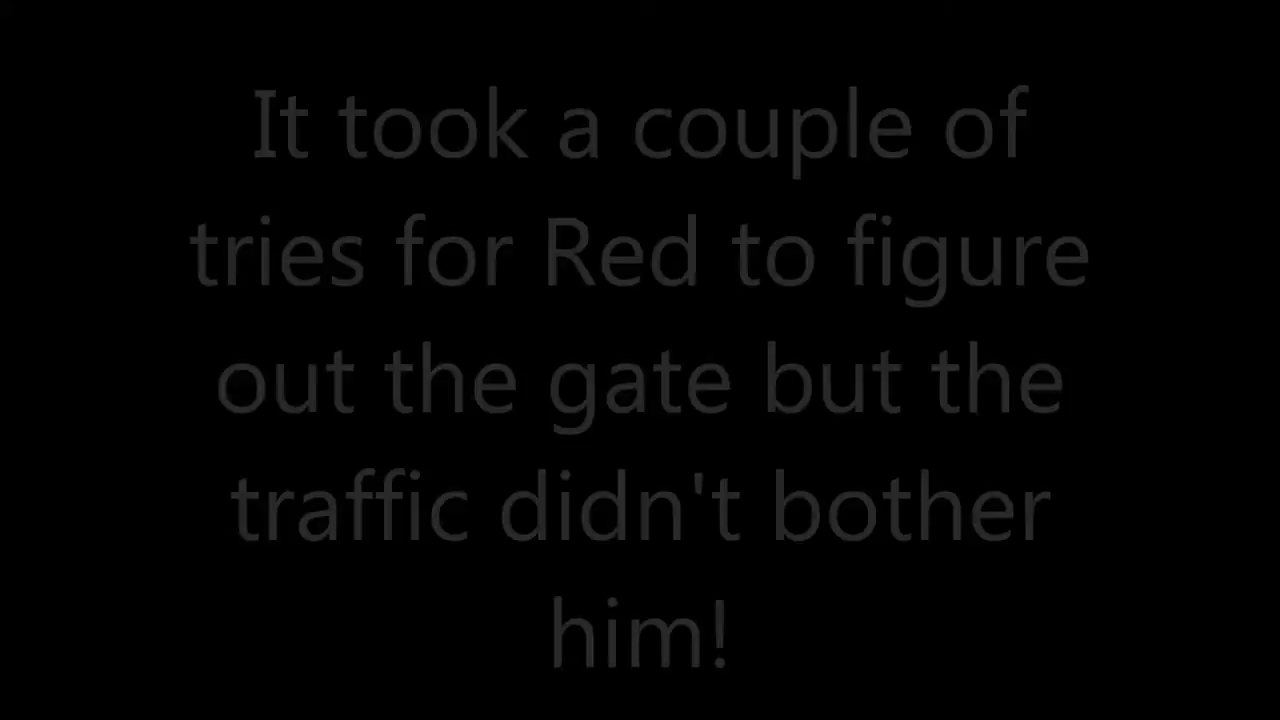 It took a couple of
tries for Red to figure
out the gate but the
traffic didn't bother
him!